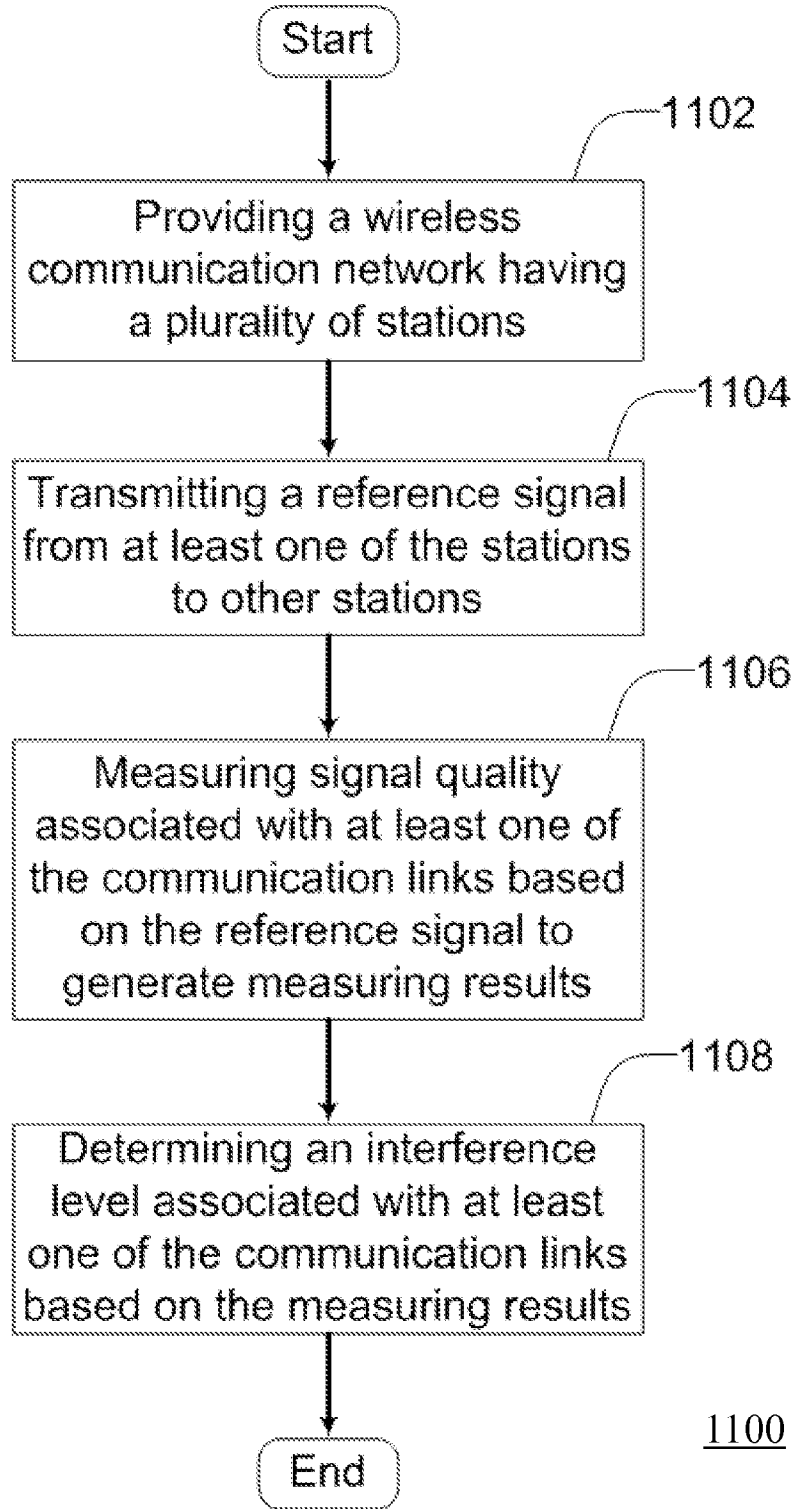 Start
1102
Providing a wireless
communication network having
a plurality of stations
1104
Transmitting a reference signal
from at least one of the stations
to other stations
1106
Measuring signal quality
associated with at least one of
the communication links based
on the reference signal to
generate measuring results
1108
Determining an interference
level associated with at least
one of the communication links
based on the measuring results
1100
End